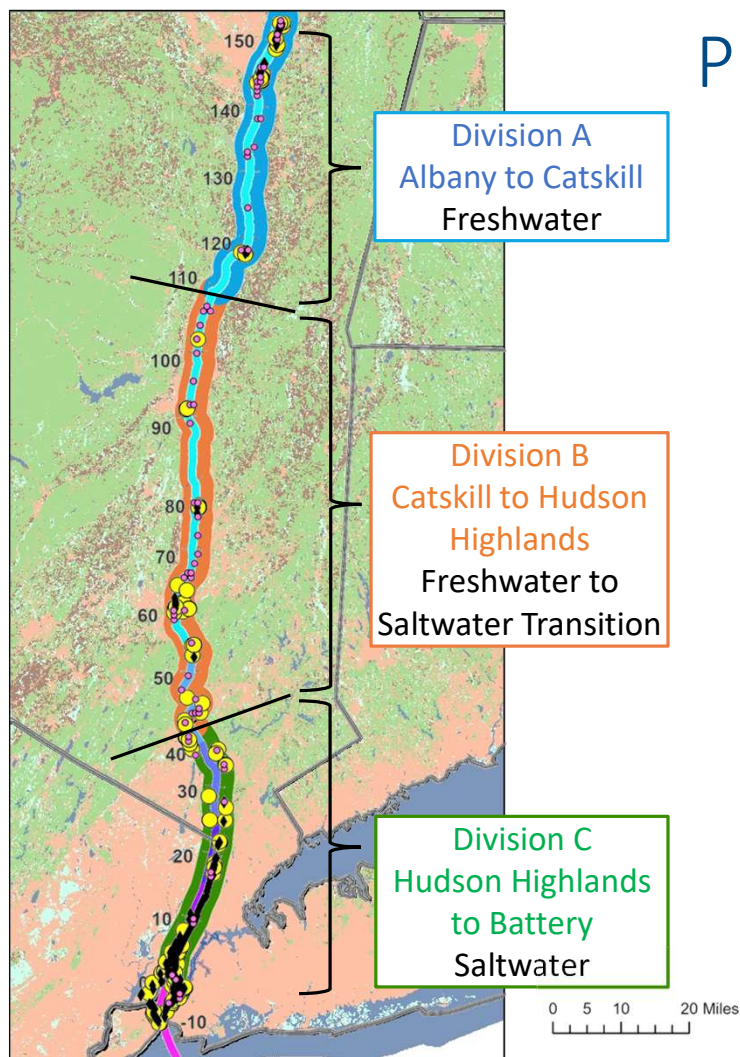 P
150
140
130
120
110
100
90
80
70
60
50
40
30
20
10
-10
Division A
Albany to Catskill
Freshwater
Division B
Catskill to Hudson
Highlands
Freshwater to
Saltwater Transition
Division C
Hudson Highlands
to Battery
Saltwater
0 5 10 20 Miles